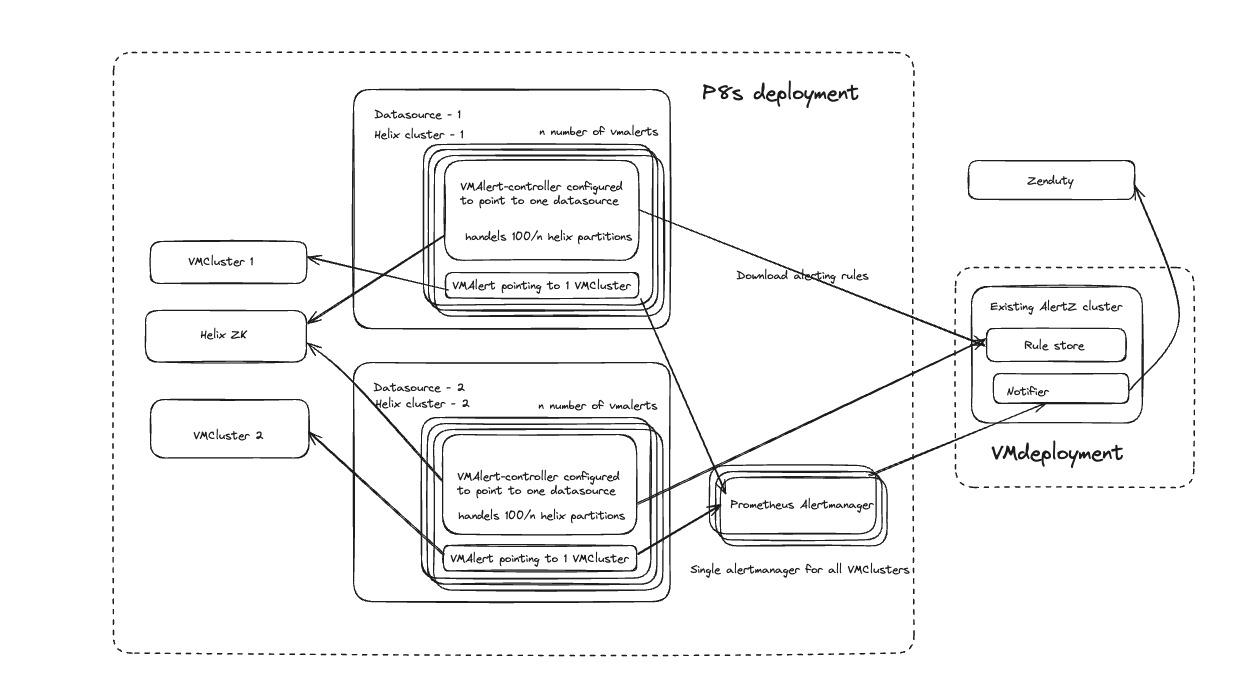 P8s deployment
Datasource - 1
Helix cluster - 1
n number of vmalerts
VMAlert-controller configured
to point to one datasource
handels 100/n helix partitions
VMAlert pointing to 1 VMCluster
VMCluster 1
Helix ZK
VMCluster 2
Datasource - 2
Helix cluster - 2
n number of vmalerts
VMAlert-controller configured
to point to one datasource
handels 100/n helix partitions
VMAlert pointing to 1 VMCluster
Download alerting rules
Prometheus Alertmanager
Single alertmanager for all VMClusters
Zenduty
Existing AlertZ cluster
Rule store
Notifier
VMdeployment